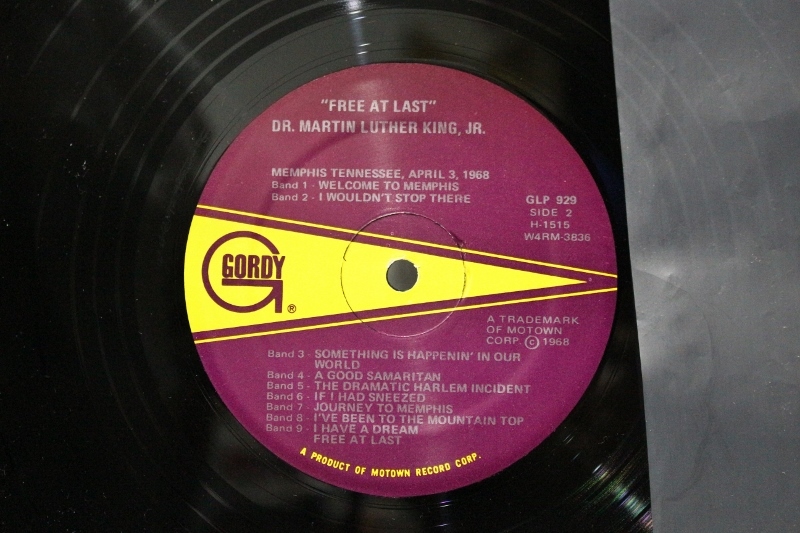 "FREE AT LAST"
DR. MARTIN LUTHER KING, JR.
MEMPHIS TENNESSEE, APRIL 3, 1968
Band 1 - WELCOME TO MEMPHIS
Band 2 - I WOULDN'T STOP THERE
GLP 929
SIDE 2
H-1515
W4RM-3836
GORDY
G
®
A TRADEMARK
OF MOTOWN
CORP. © 1968
Band 3 - SOMETHING IS HAPPENIN' IN OUR
WORLD
Band 4 - A GOOD SAMARITAN
Band 5 - THE DRAMATIC HARLEM INCIDENT
Band 6 - IF I HAD SNEEZED
Band 7 - JOURNEY TO MEMPHIS
Band 8 - I'VE BEEN TO THE MOUNTAIN TOP
Band 9 - I HAVE A DREAM
FREE AT LAST
A PRODUCT OF MOTOWN RECORD CORP.